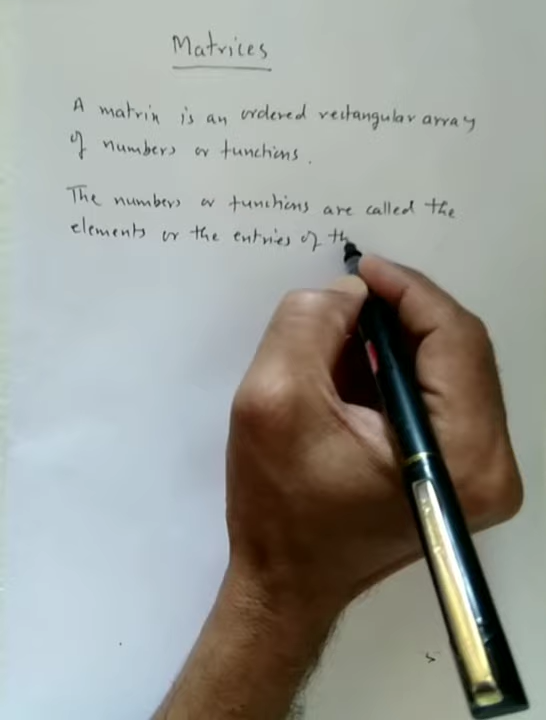 Matrices
A matrix is an ordered rectangular array
of numbers or functions.
The numbers or functions are called the
elements or the entries of th